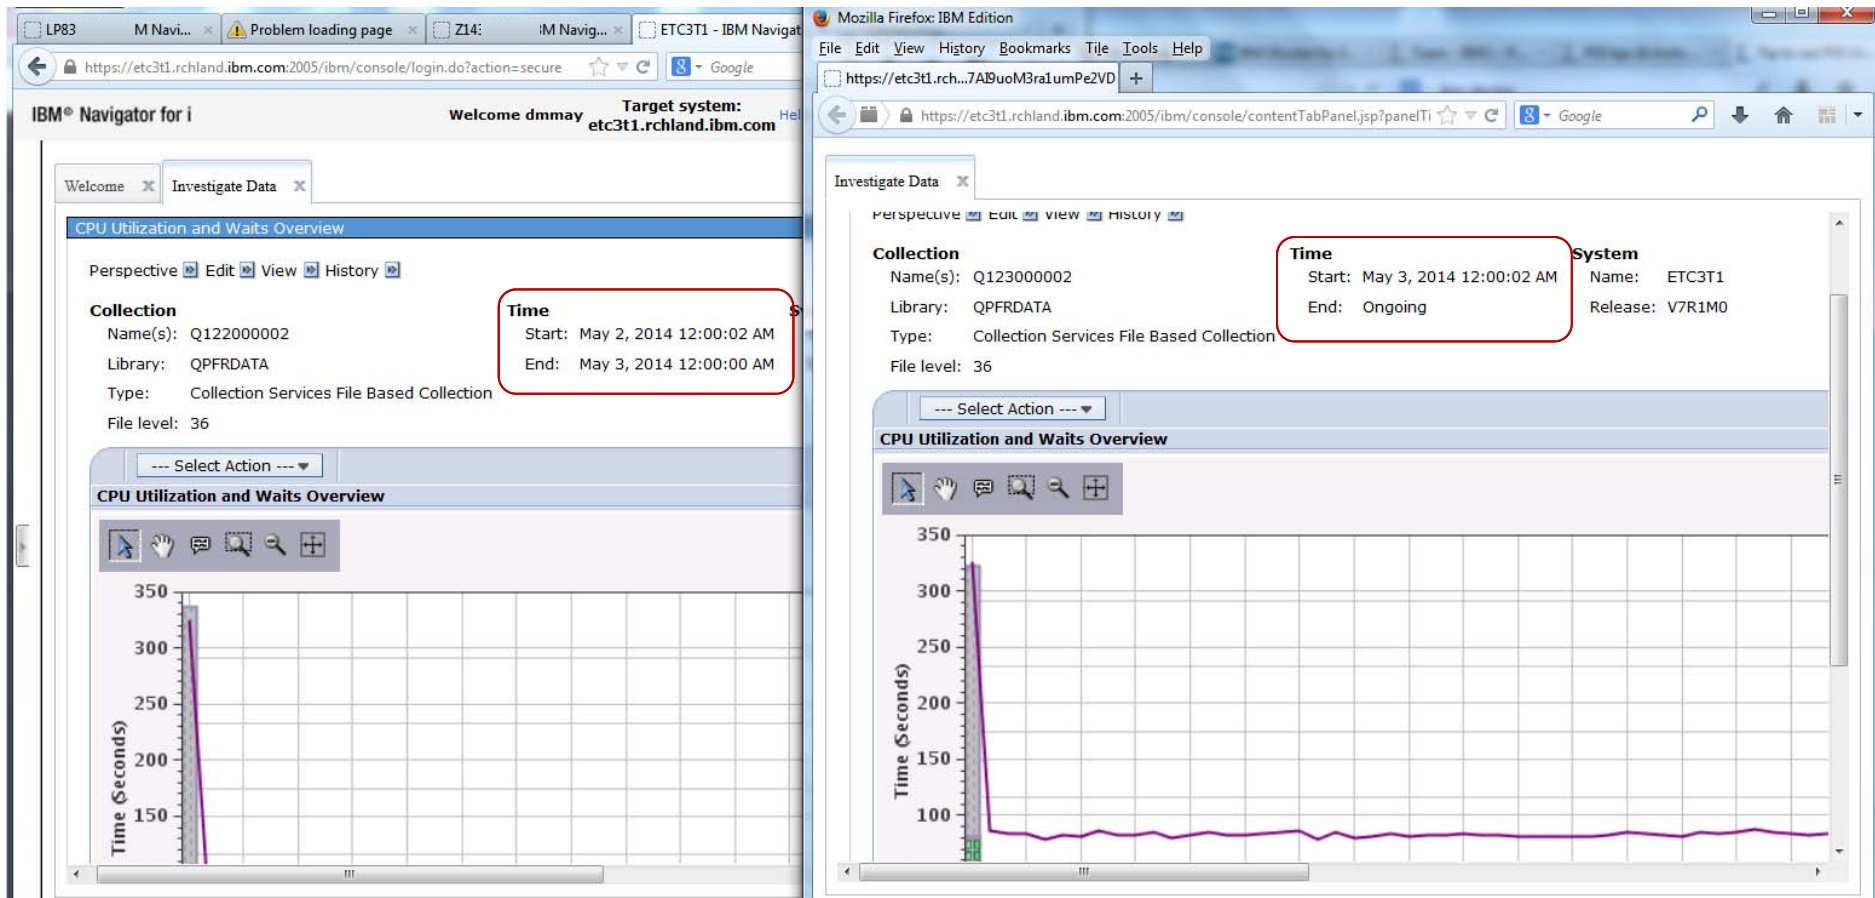 LP83 M Navi... Problem loading page Z14: M Navig... ETC3T1 - IBM Navigat
https://etc3t1.rchland.ibm.com:2005/ibm/console/login.do?action=secure Google
IBM® Navigator for i Welcome dmmay Target system: etc3t1.rchland.ibm.com Hel
Welcome Investigate Data
CPU Utilization and Waits Overview
Perspective Edit View History
Collection Time
Name(s): Q122000002 Start: May 2, 2014 12:00:02 AM
Library: QPFRDATA End: May 3, 2014 12:00:00 AM
Type: Collection Services File Based Collection
File level: 36
--- Select Action ---
CPU Utilization and Waits Overview
350
300
250
200
150
Time (Seconds)
Mozilla Firefox: IBM Edition
File Edit View History Bookmarks Tile Tools Help
https://etc3t1.rch...7AI9uoM3ra1umPe2VD
https://etc3t1.rchland.ibm.com:2005/ibm/console/contentTabPanel.jsp?panelTi Google
Investigate Data
Perspective Edit View History
Collection Time System
Name(s): Q123000002 Start: May 3, 2014 12:00:02 AM Name: ETC3T1
Library: QPFRDATA End: Ongoing Release: V7R1M0
Type: Collection Services File Based Collection
File level: 36
--- Select Action ---
CPU Utilization and Waits Overview
350
300
250
200
150
100
Time (Seconds)